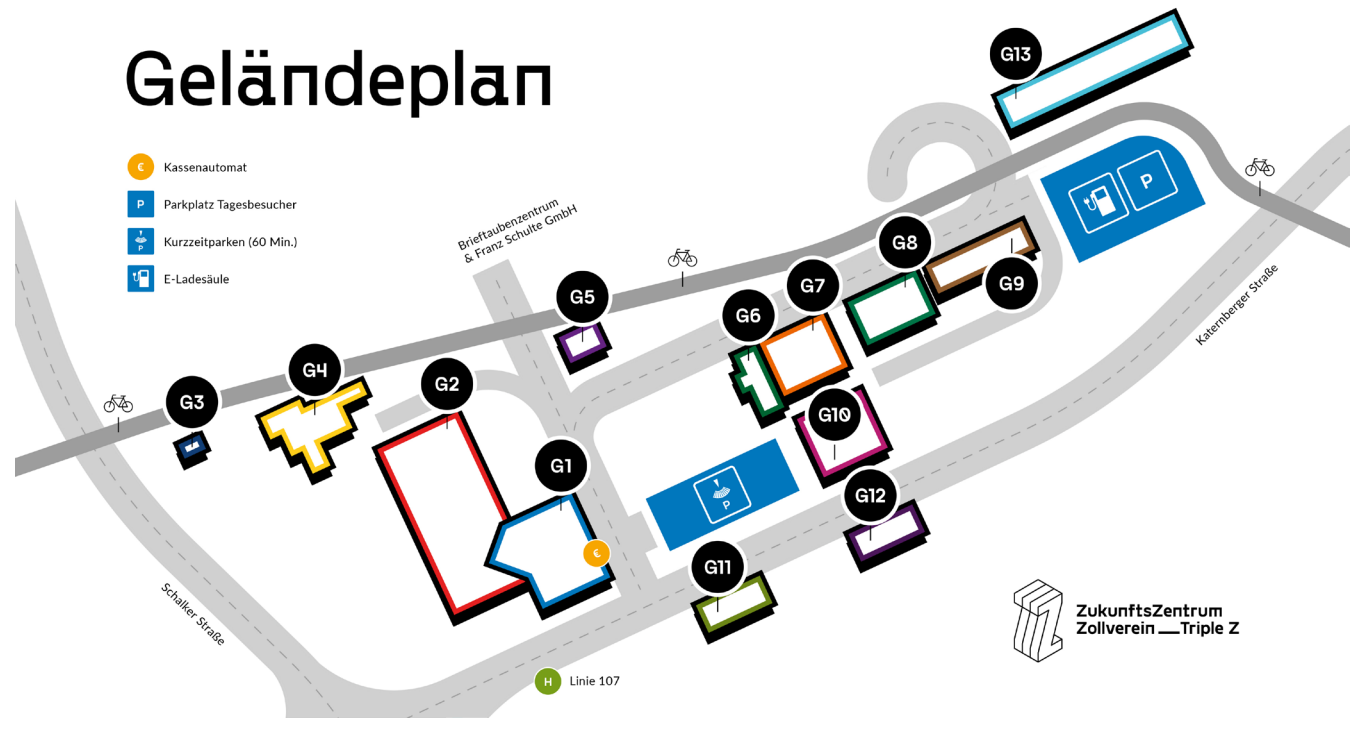 Geländeplan
€ Kassenautomat
P Parkplatz Tagesbesucher
P Kurzzeitparken (60 Min.)
E-Ladesäule
Brieftaubenzentrum
& Franz Schulte GmbH
G13
P
G8
G9
G7
G6
G5
G4
G3
G2
G1
G10
G12
G11
P
€
Katernberger Straße
Schalker Straße
H Linie 107
ZukunftsZentrum
Zollverein __Triple Z